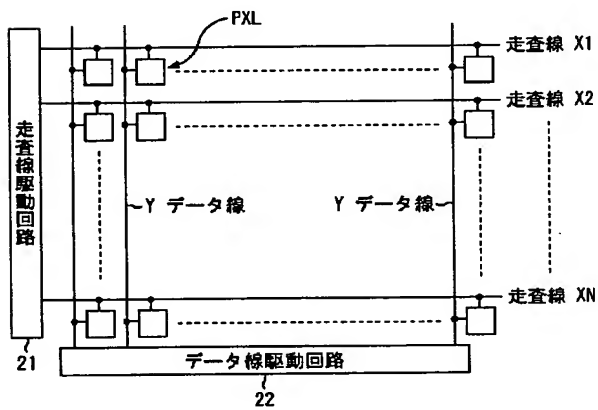 PXL
走査線 X1
走査線 X2
走査線駆動回路
Y データ線
Y データ線
走査線 XN
21
データ線駆動回路
22